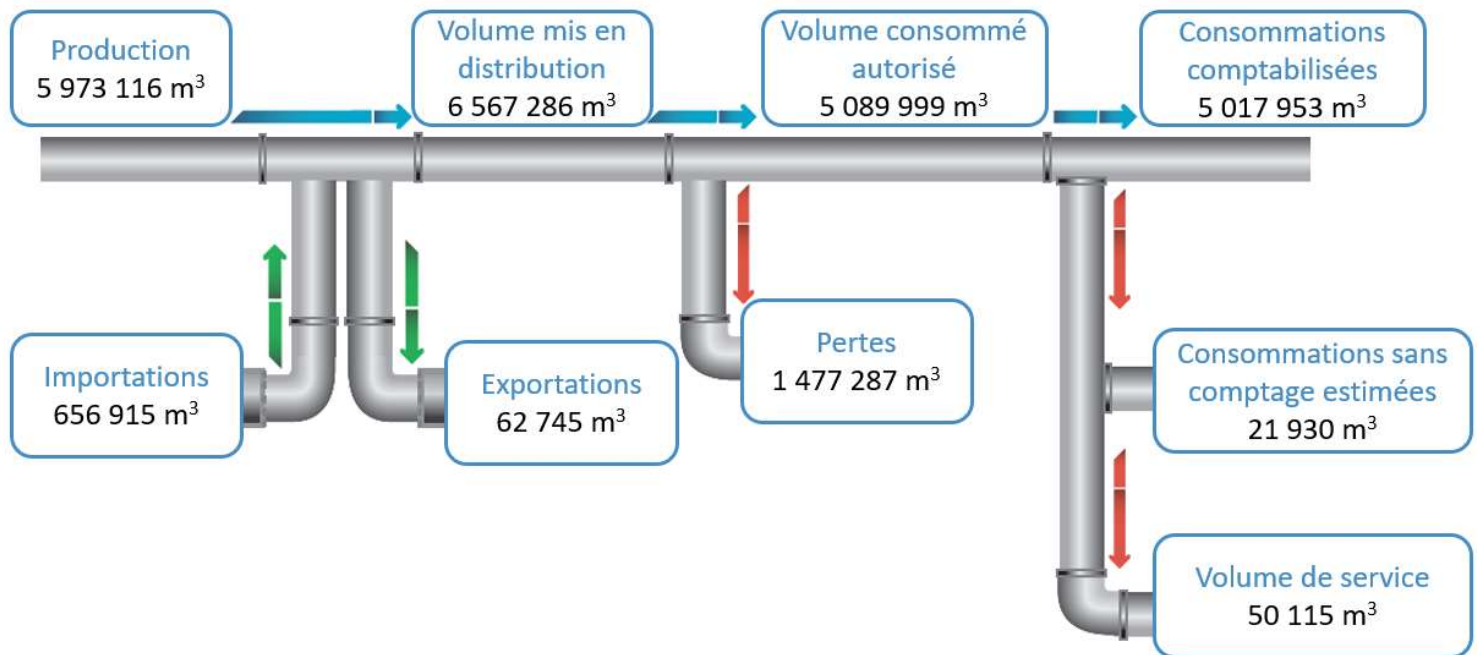 Production
5 973 116 m³
Volume mis en
distribution
6 567 286 m³
Volume consommé
autorisé
5 089 999 m³
Consommations
comptabilisées
5 017 953 m³
Importations
656 915 m³
Exportations
62 745 m³
Pertes
1 477 287 m³
Consommations sans
comptage estimées
21 930 m³
Volume de service
50 115 m³